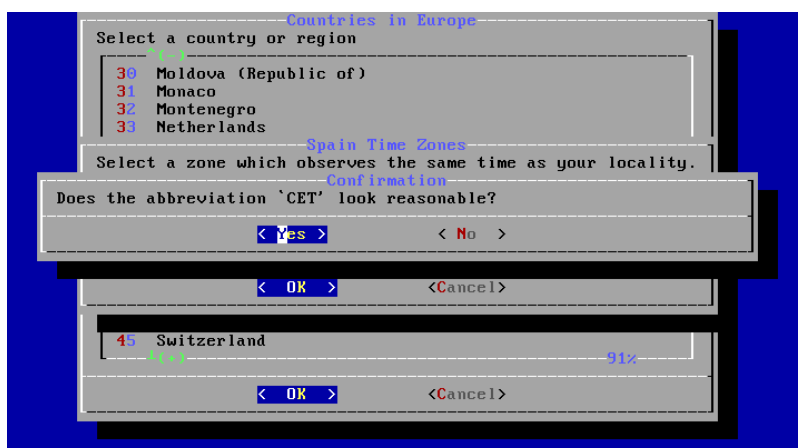 Countries in Europe
Select a country or region
^(-)
30 Moldova (Republic of)
31 Monaco
32 Montenegro
33 Netherlands
Spain Time Zones
Select a zone which observes the same time as your locality.
Confirmation
Does the abbreviation `CET' look reasonable?
< Yes > < No >
< OK > <Cancel>
45 Switzerland
(+) 91%
< OK > <Cancel>